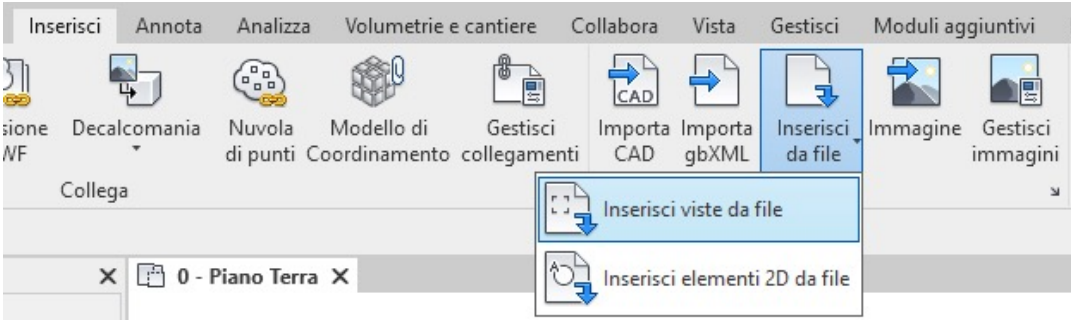 Inserisci Annota Analizza Volumetrie e cantiere Collabora Vista Gestisci Moduli aggiuntivi
CAD
sione Decalcomania Nuvola Modello di Gestisci Importa Importa Inserisci Immagine Gestisci
WF di punti Coordinamento collegamenti CAD gbXML da file immagini
Collega
Inserisci viste da file
0 - Piano Terra
A
Inserisci elementi 2D da file